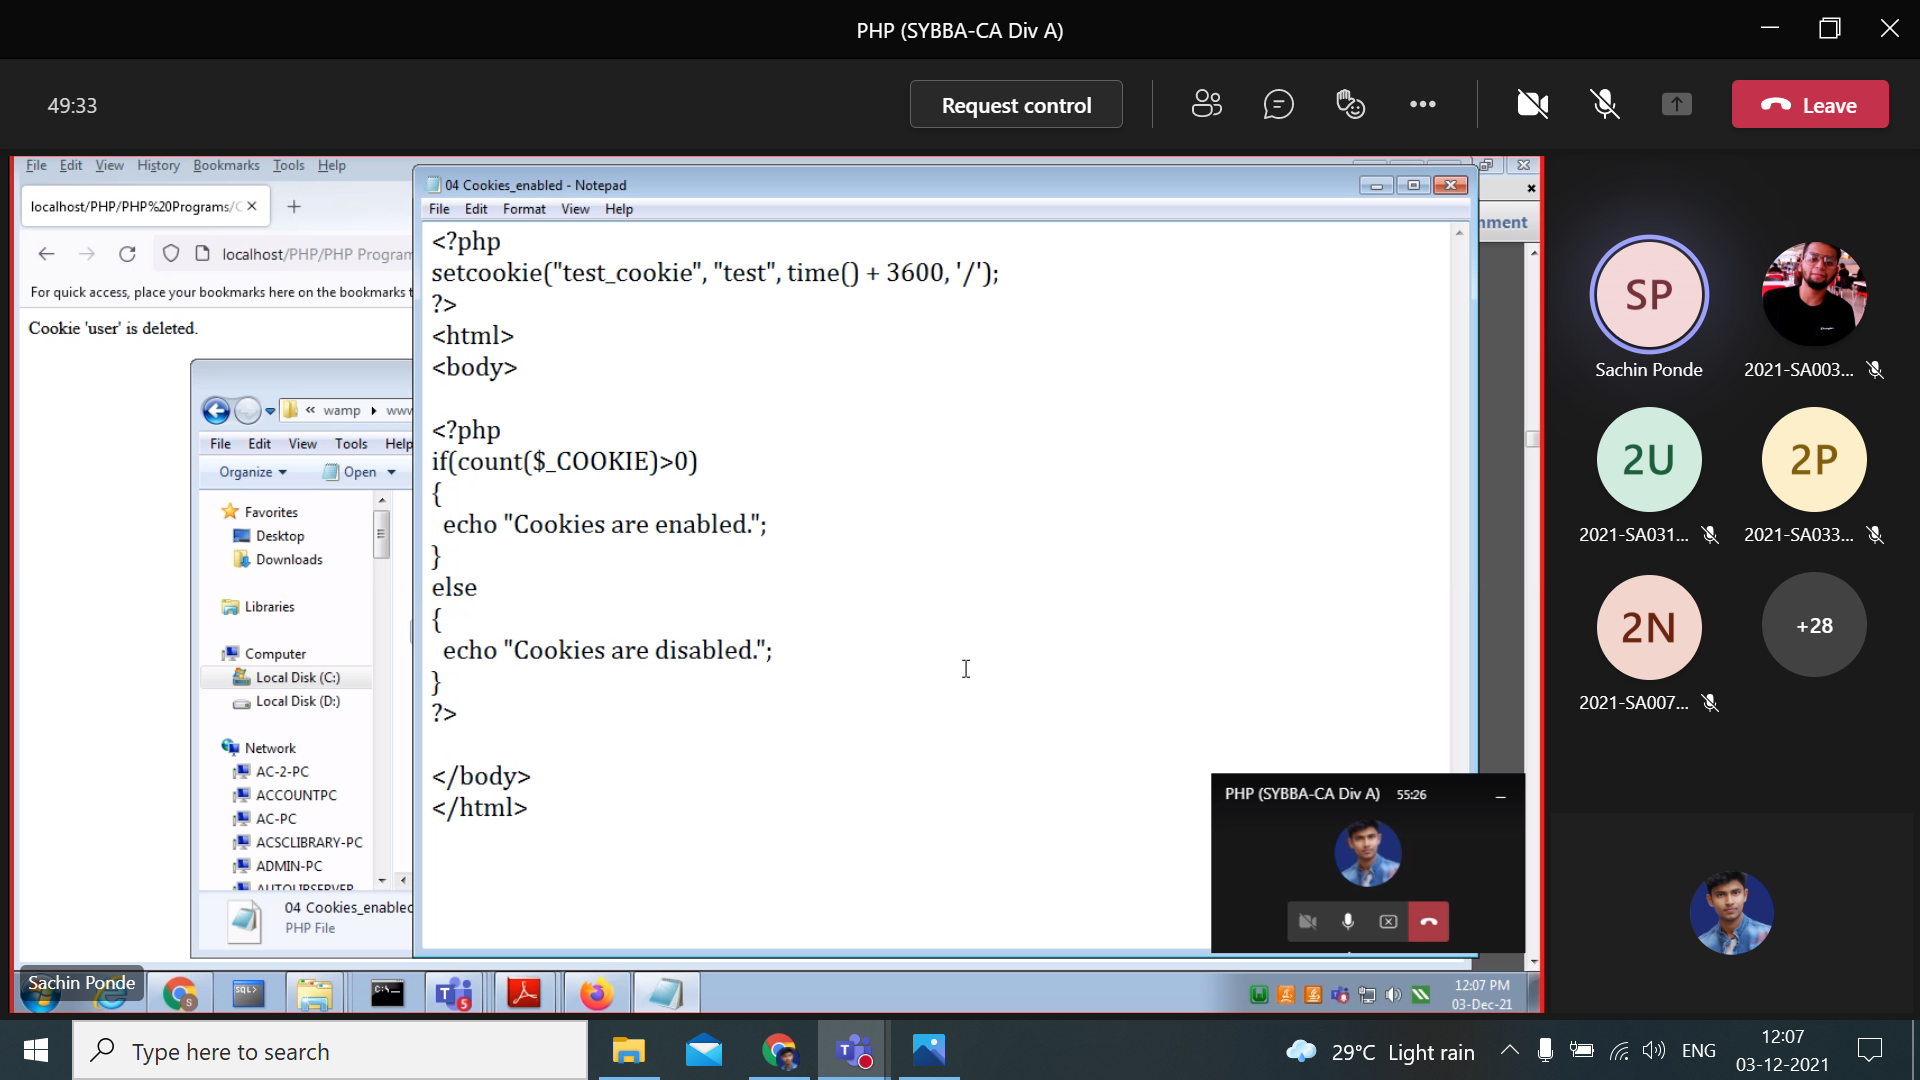 PHP (SYBBA-CA Div A)
49:33
Request control
Leave
File Edit View History Bookmarks Tools Help
localhost/PHP/PHP%20Programs/C
localhost/PHP/PHP Program
For quick access, place your bookmarks here on the bookmarks t
Cookie 'user' is deleted.
wamp
File Edit View Tools Help
Organize
Open
Favorites
Desktop
Downloads
Libraries
Computer
Local Disk (C:)
Local Disk (D:)
Network
AC-2-PC
ACCOUNTPC
AC-PC
ACSCLIBRARY-PC
ADMIN-PC
04 Cookies_enabled
PHP File
04 Cookies_enabled - Notepad
File Edit Format View Help
<?php
setcookie("test_cookie", "test", time() + 3600, '/');
?>
<html>
<body>
<?php
if(count($_COOKIE)>0)
{
echo "Cookies are enabled.";
}
else
{
echo "Cookies are disabled.";
}
?>
</body>
</html>
nment
PHP (SYBBA-CA Div A) 55:26
SP
Sachin Ponde
2021-SA003...
2U
2021-SA031...
2P
2021-SA033...
2N
2021-SA007...
+28
Sachin Ponde
SQL>
C:\_
12:07 PM
03-Dec-21
Type here to search
29°C Light rain
ENG
12:07
03-12-2021